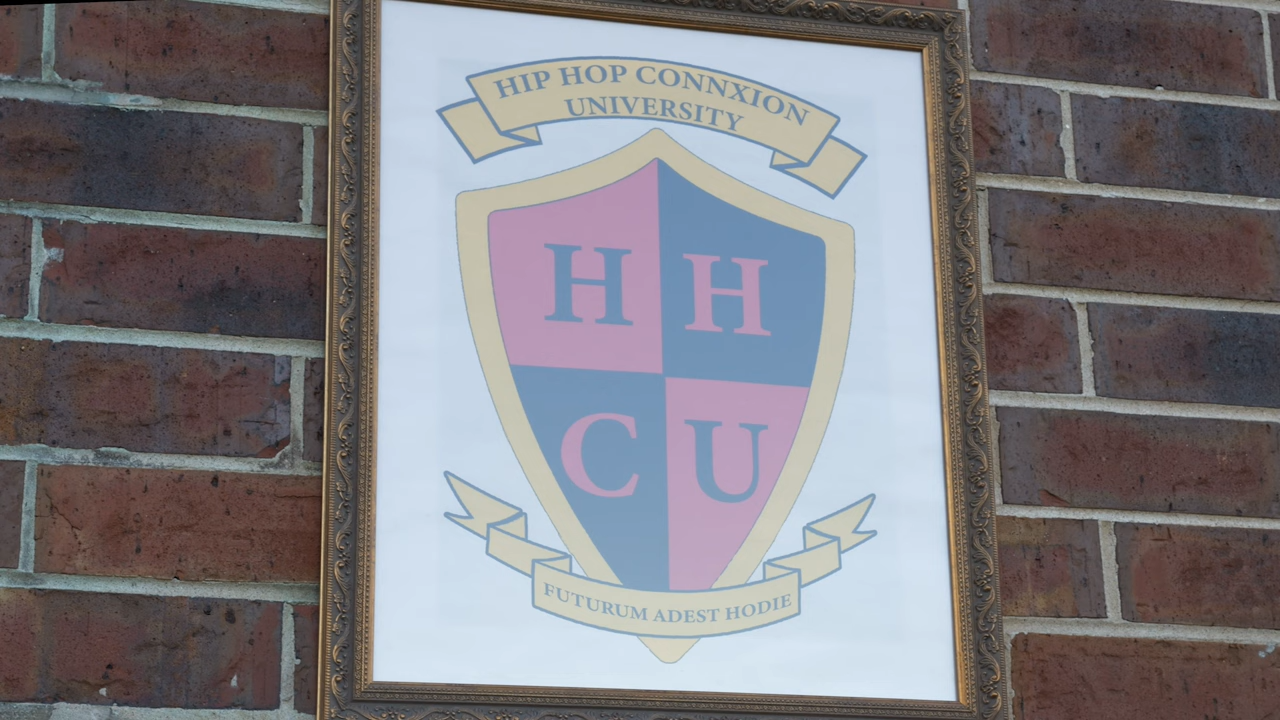 HIP HOP CONNXION
UNIVERSITY
H H
C U
FUTURUM ADEST HODIE